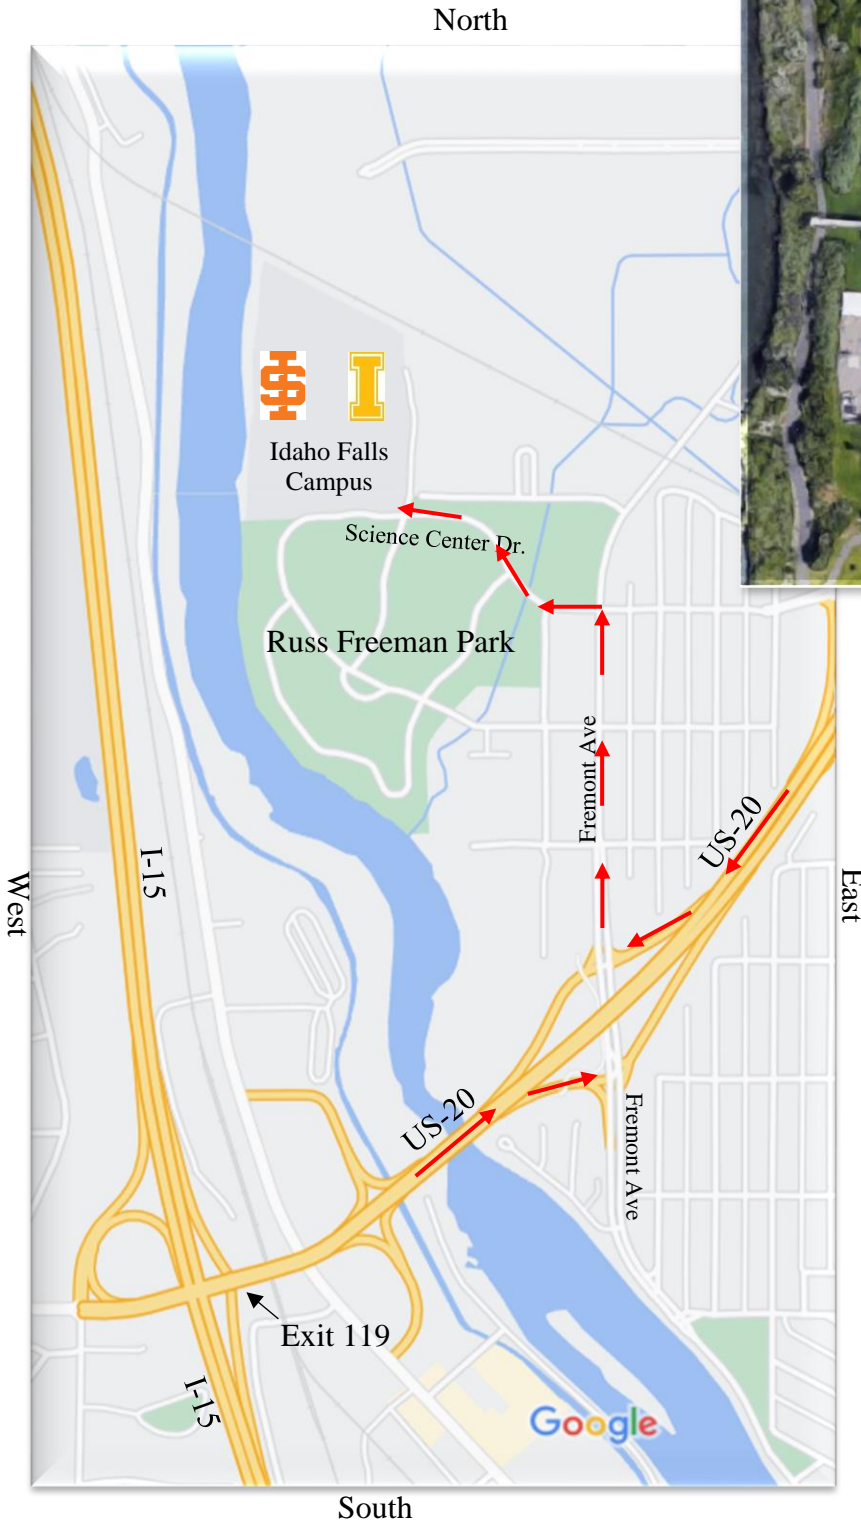 North
Idaho Falls
Campus
Science Center Dr.
Russ Freeman Park
Fremont Ave
US-20
I-15
West
East
US-20
Fremont Ave
Exit 119
I-15
Google
South